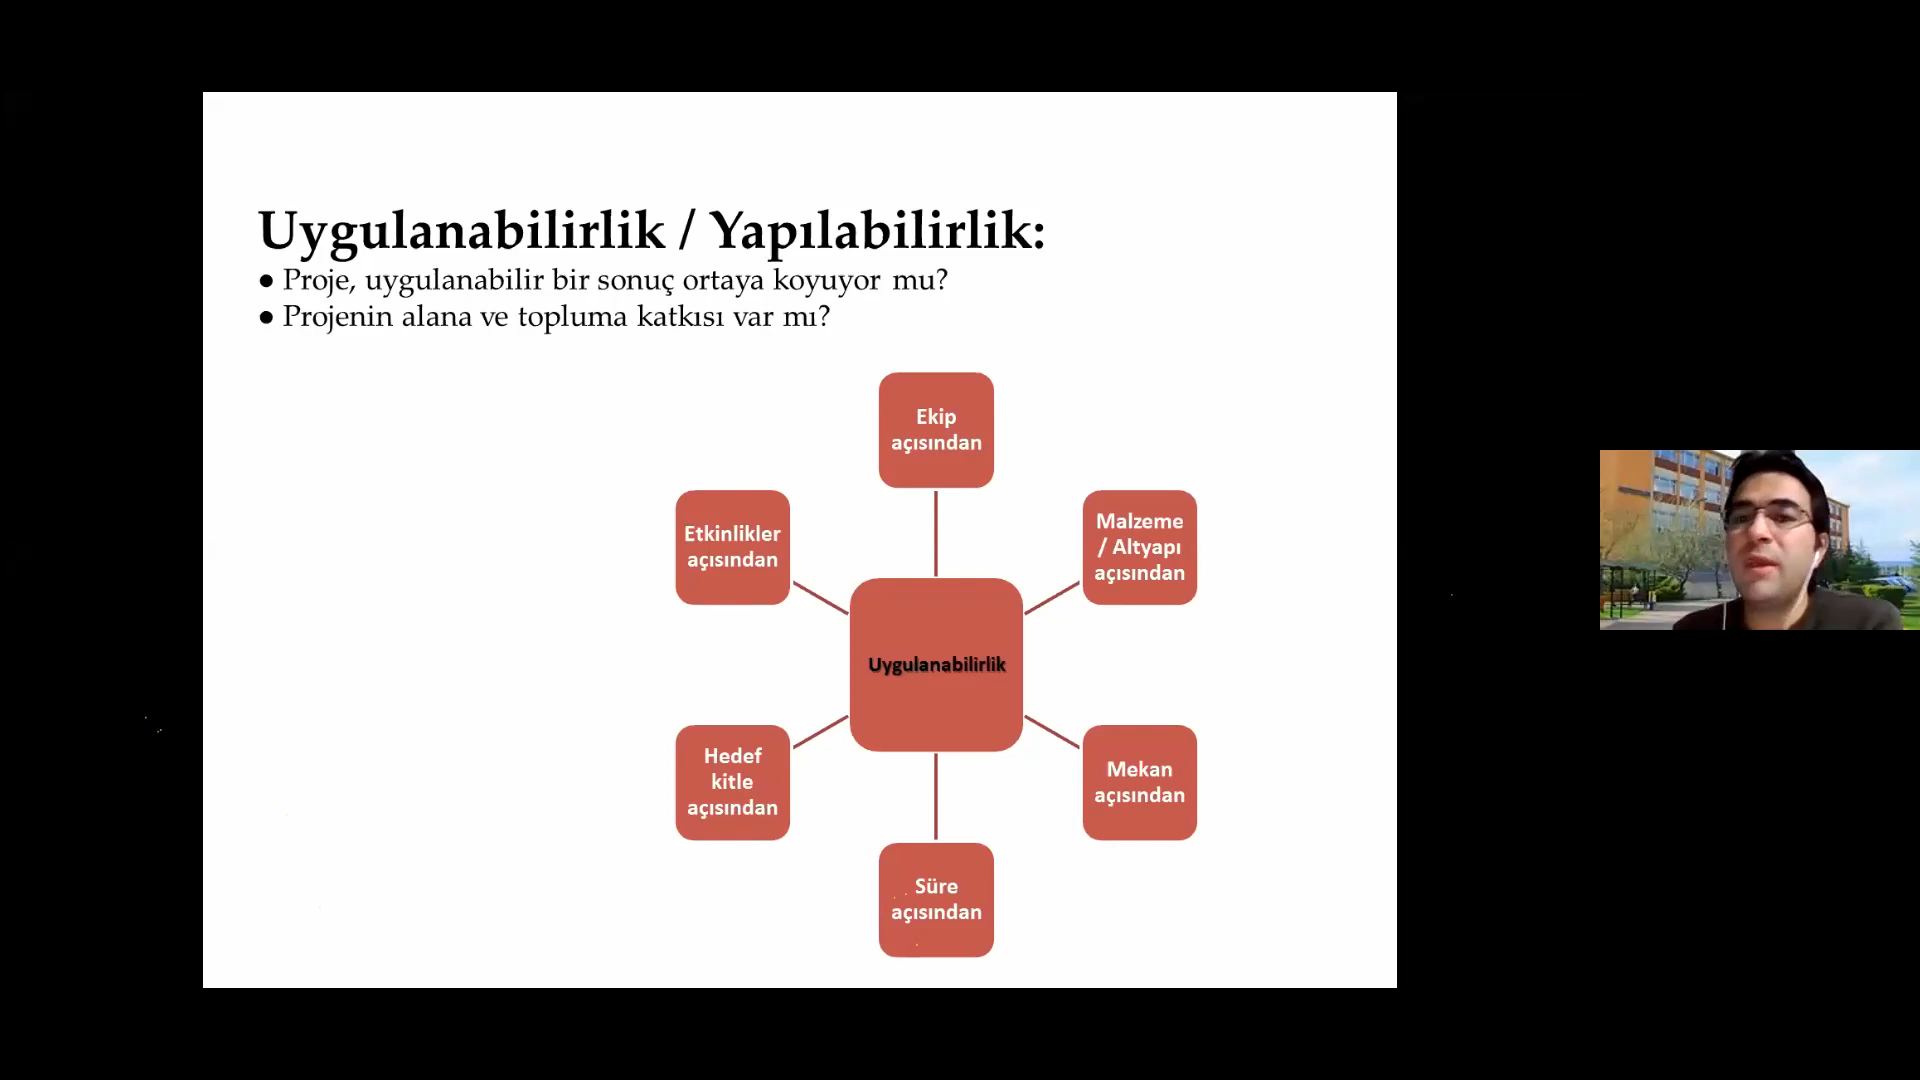 Uygulanabilirlik / Yapılabilirlik:
● Proje, uygulanabilir bir sonuç ortaya koyuyor mu?
● Projenin alana ve topluma katkısı var mı?
Ekip
açısından
Etkinlikler
açısından
Malzeme
/ Altyapı
açısından
Uygulanabilirlik
Hedef
kitle
açısından
Mekan
açısından
Süre
açısından